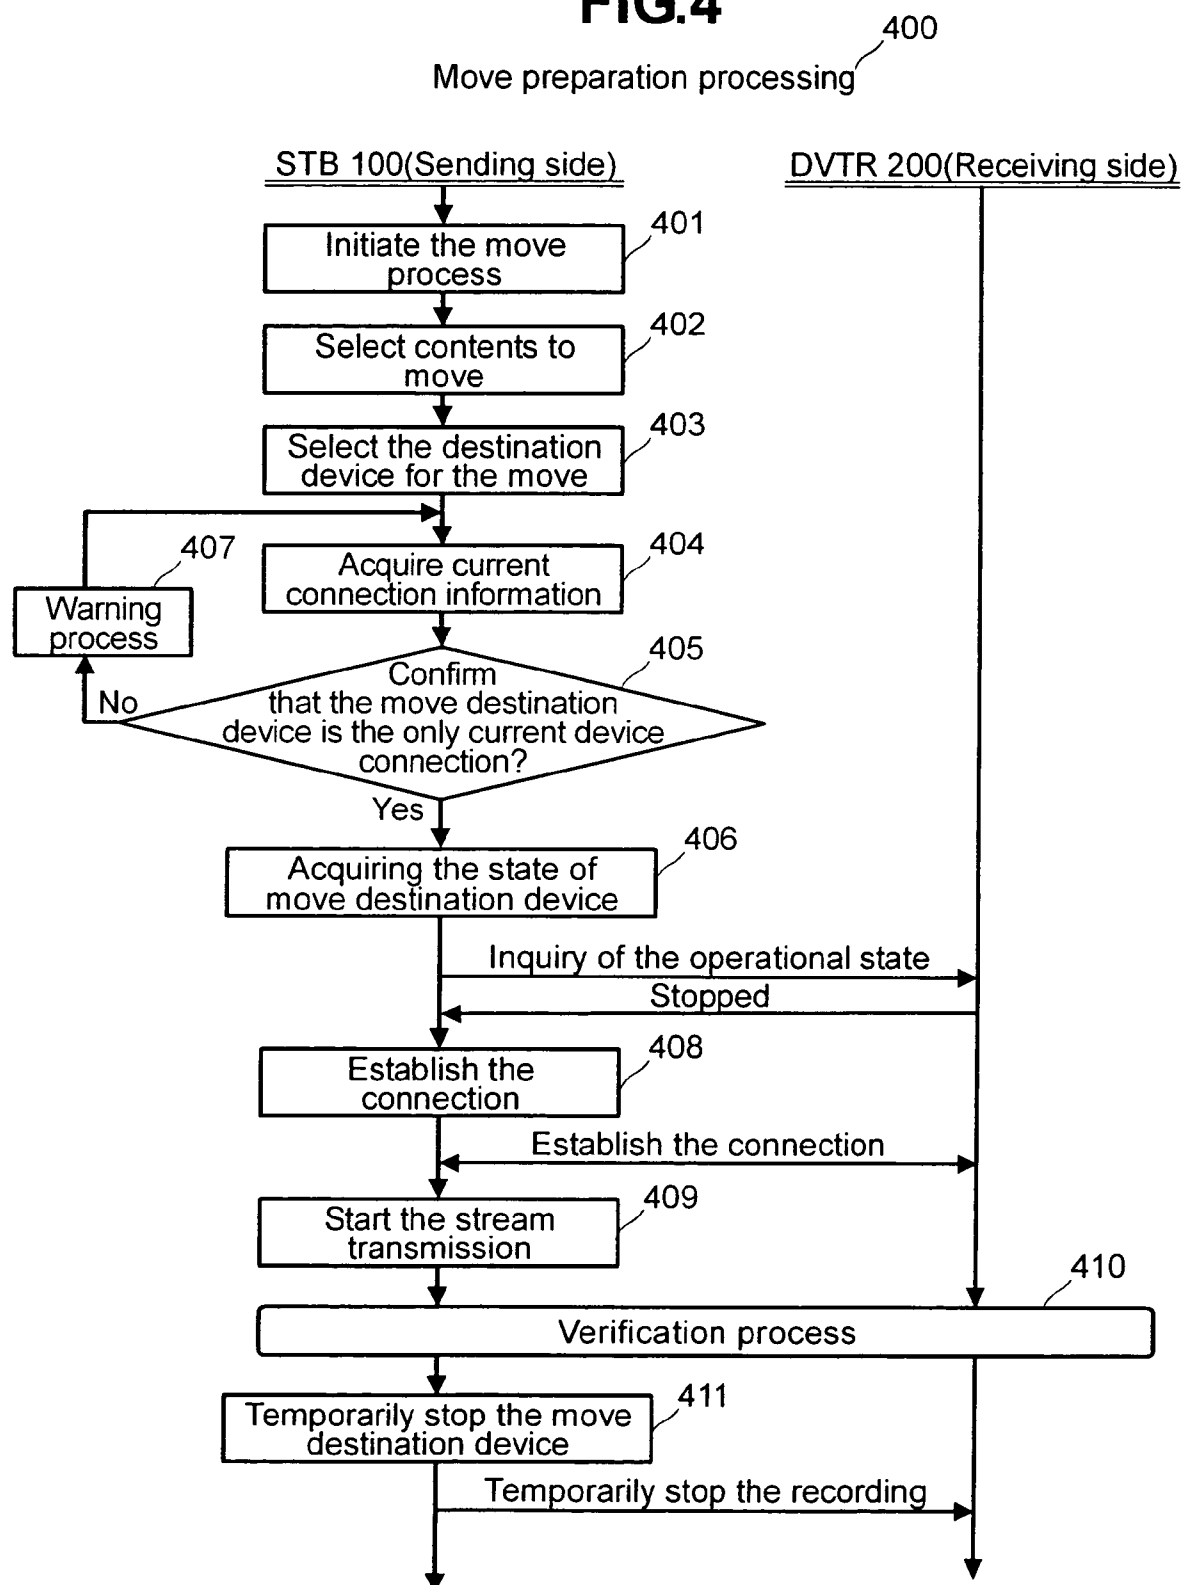 FIG.4
400
Move preparation processing
STB 100(Sending side)
DVTR 200(Receiving side)
401
Initiate the move
process
402
Select contents to
move
403
Select the destination
device for the move
407
404
Acquire current
connection information
Warning
process
405
Confirm
that the move destination
device is the only current device
connection?
No
Yes
406
Acquiring the state of
move destination device
Inquiry of the operational state
Stopped
408
Establish the
connection
Establish the connection
409
Start the stream
transmission
410
Verification process
411
Temporarily stop the move
destination device
Temporarily stop the recording